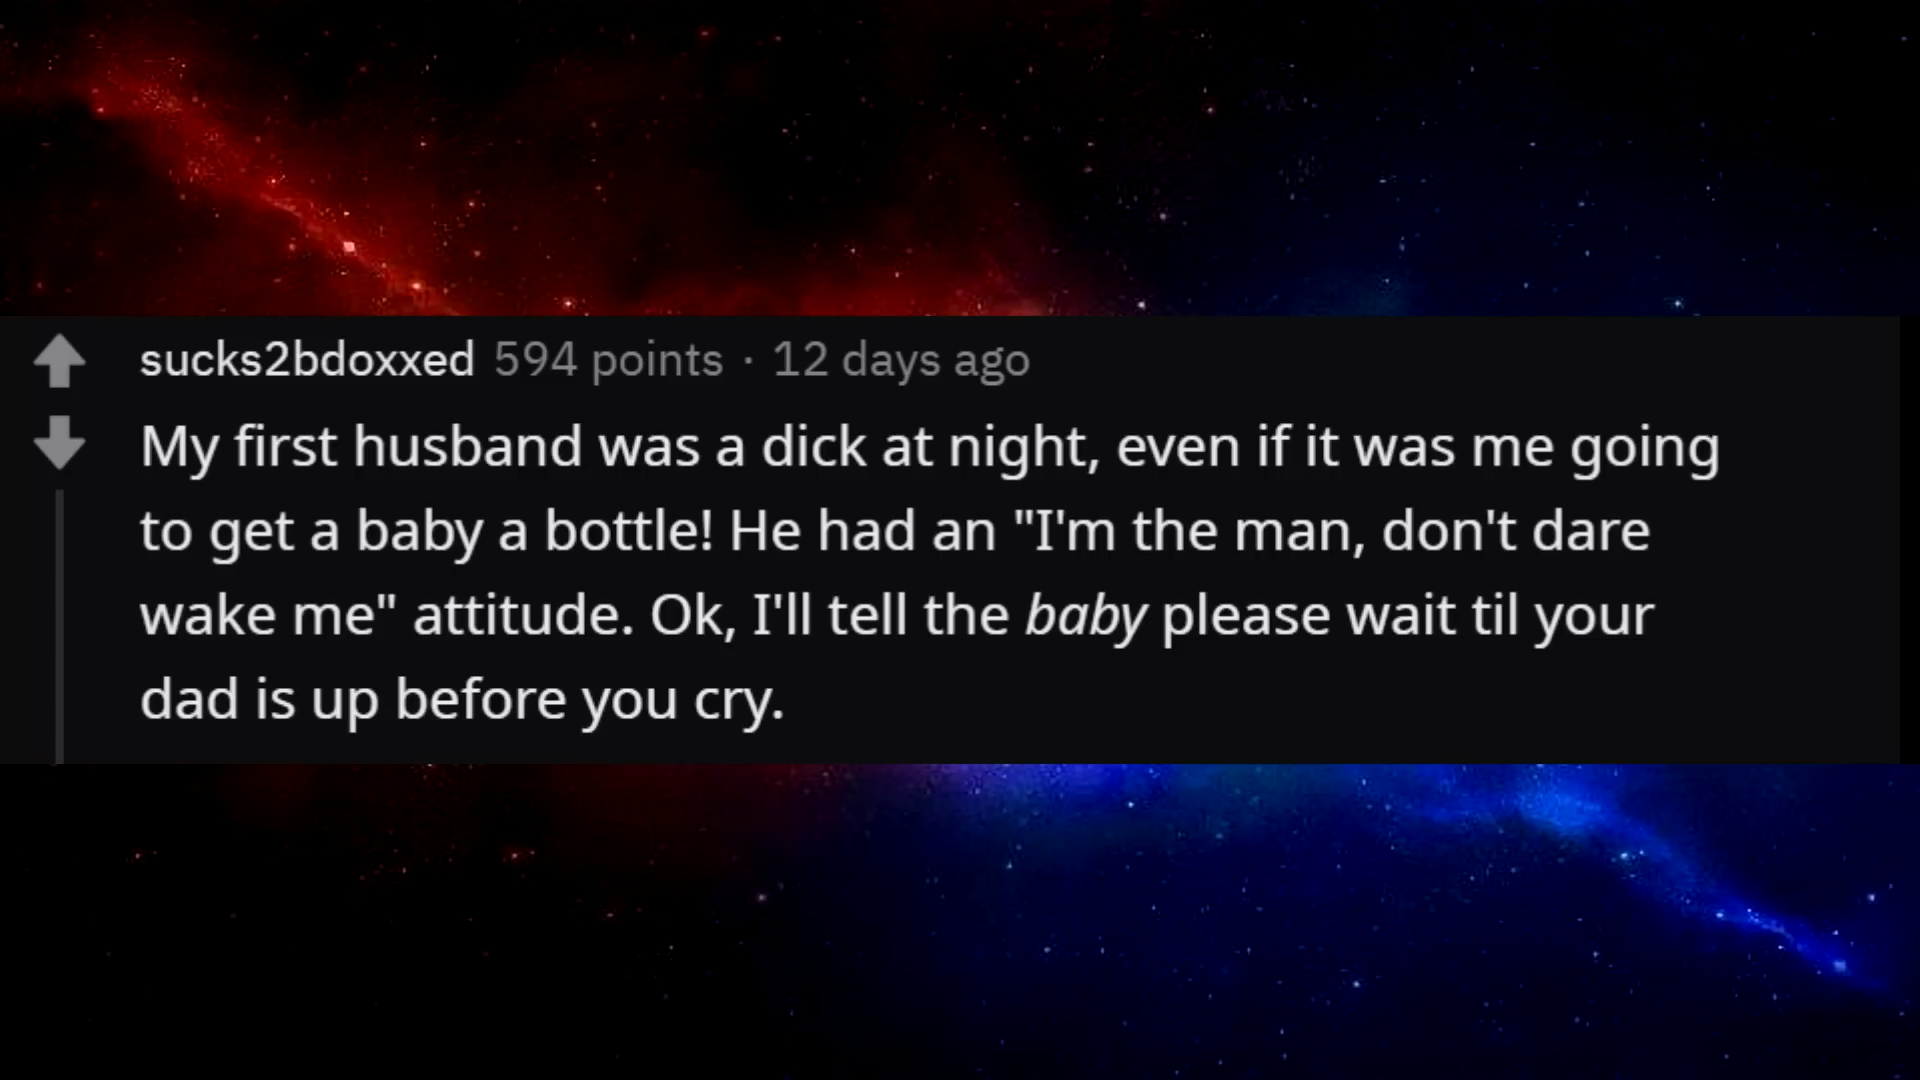 sucks2bdoxxed 594 points · 12 days ago
My first husband was a dick at night, even if it was me going
to get a baby a bottle! He had an "I'm the man, don't dare
wake me" attitude. Ok, I'll tell the baby please wait til your
dad is up before you cry.